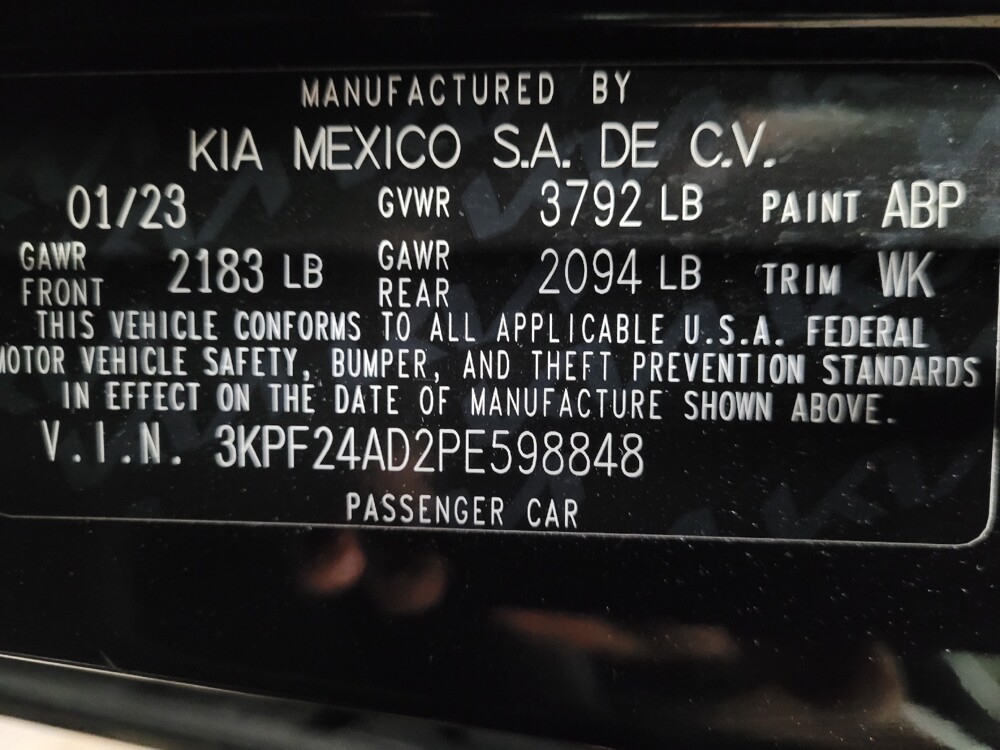 MANUFACTURED BY
KIA MEXICO S.A. DE C.V.
01/23 GVWR 3792 LB PAINT ABP
GAWR FRONT 2183 LB GAWR REAR 2094 LB TRIM WK
THIS VEHICLE CONFORMS TO ALL APPLICABLE U.S.A. FEDERAL
MOTOR VEHICLE SAFETY, BUMPER, AND THEFT PREVENTION STANDARDS
IN EFFECT ON THE DATE OF MANUFACTURE SHOWN ABOVE.
V.I.N. 3KPF24AD2PE598848
PASSENGER CAR